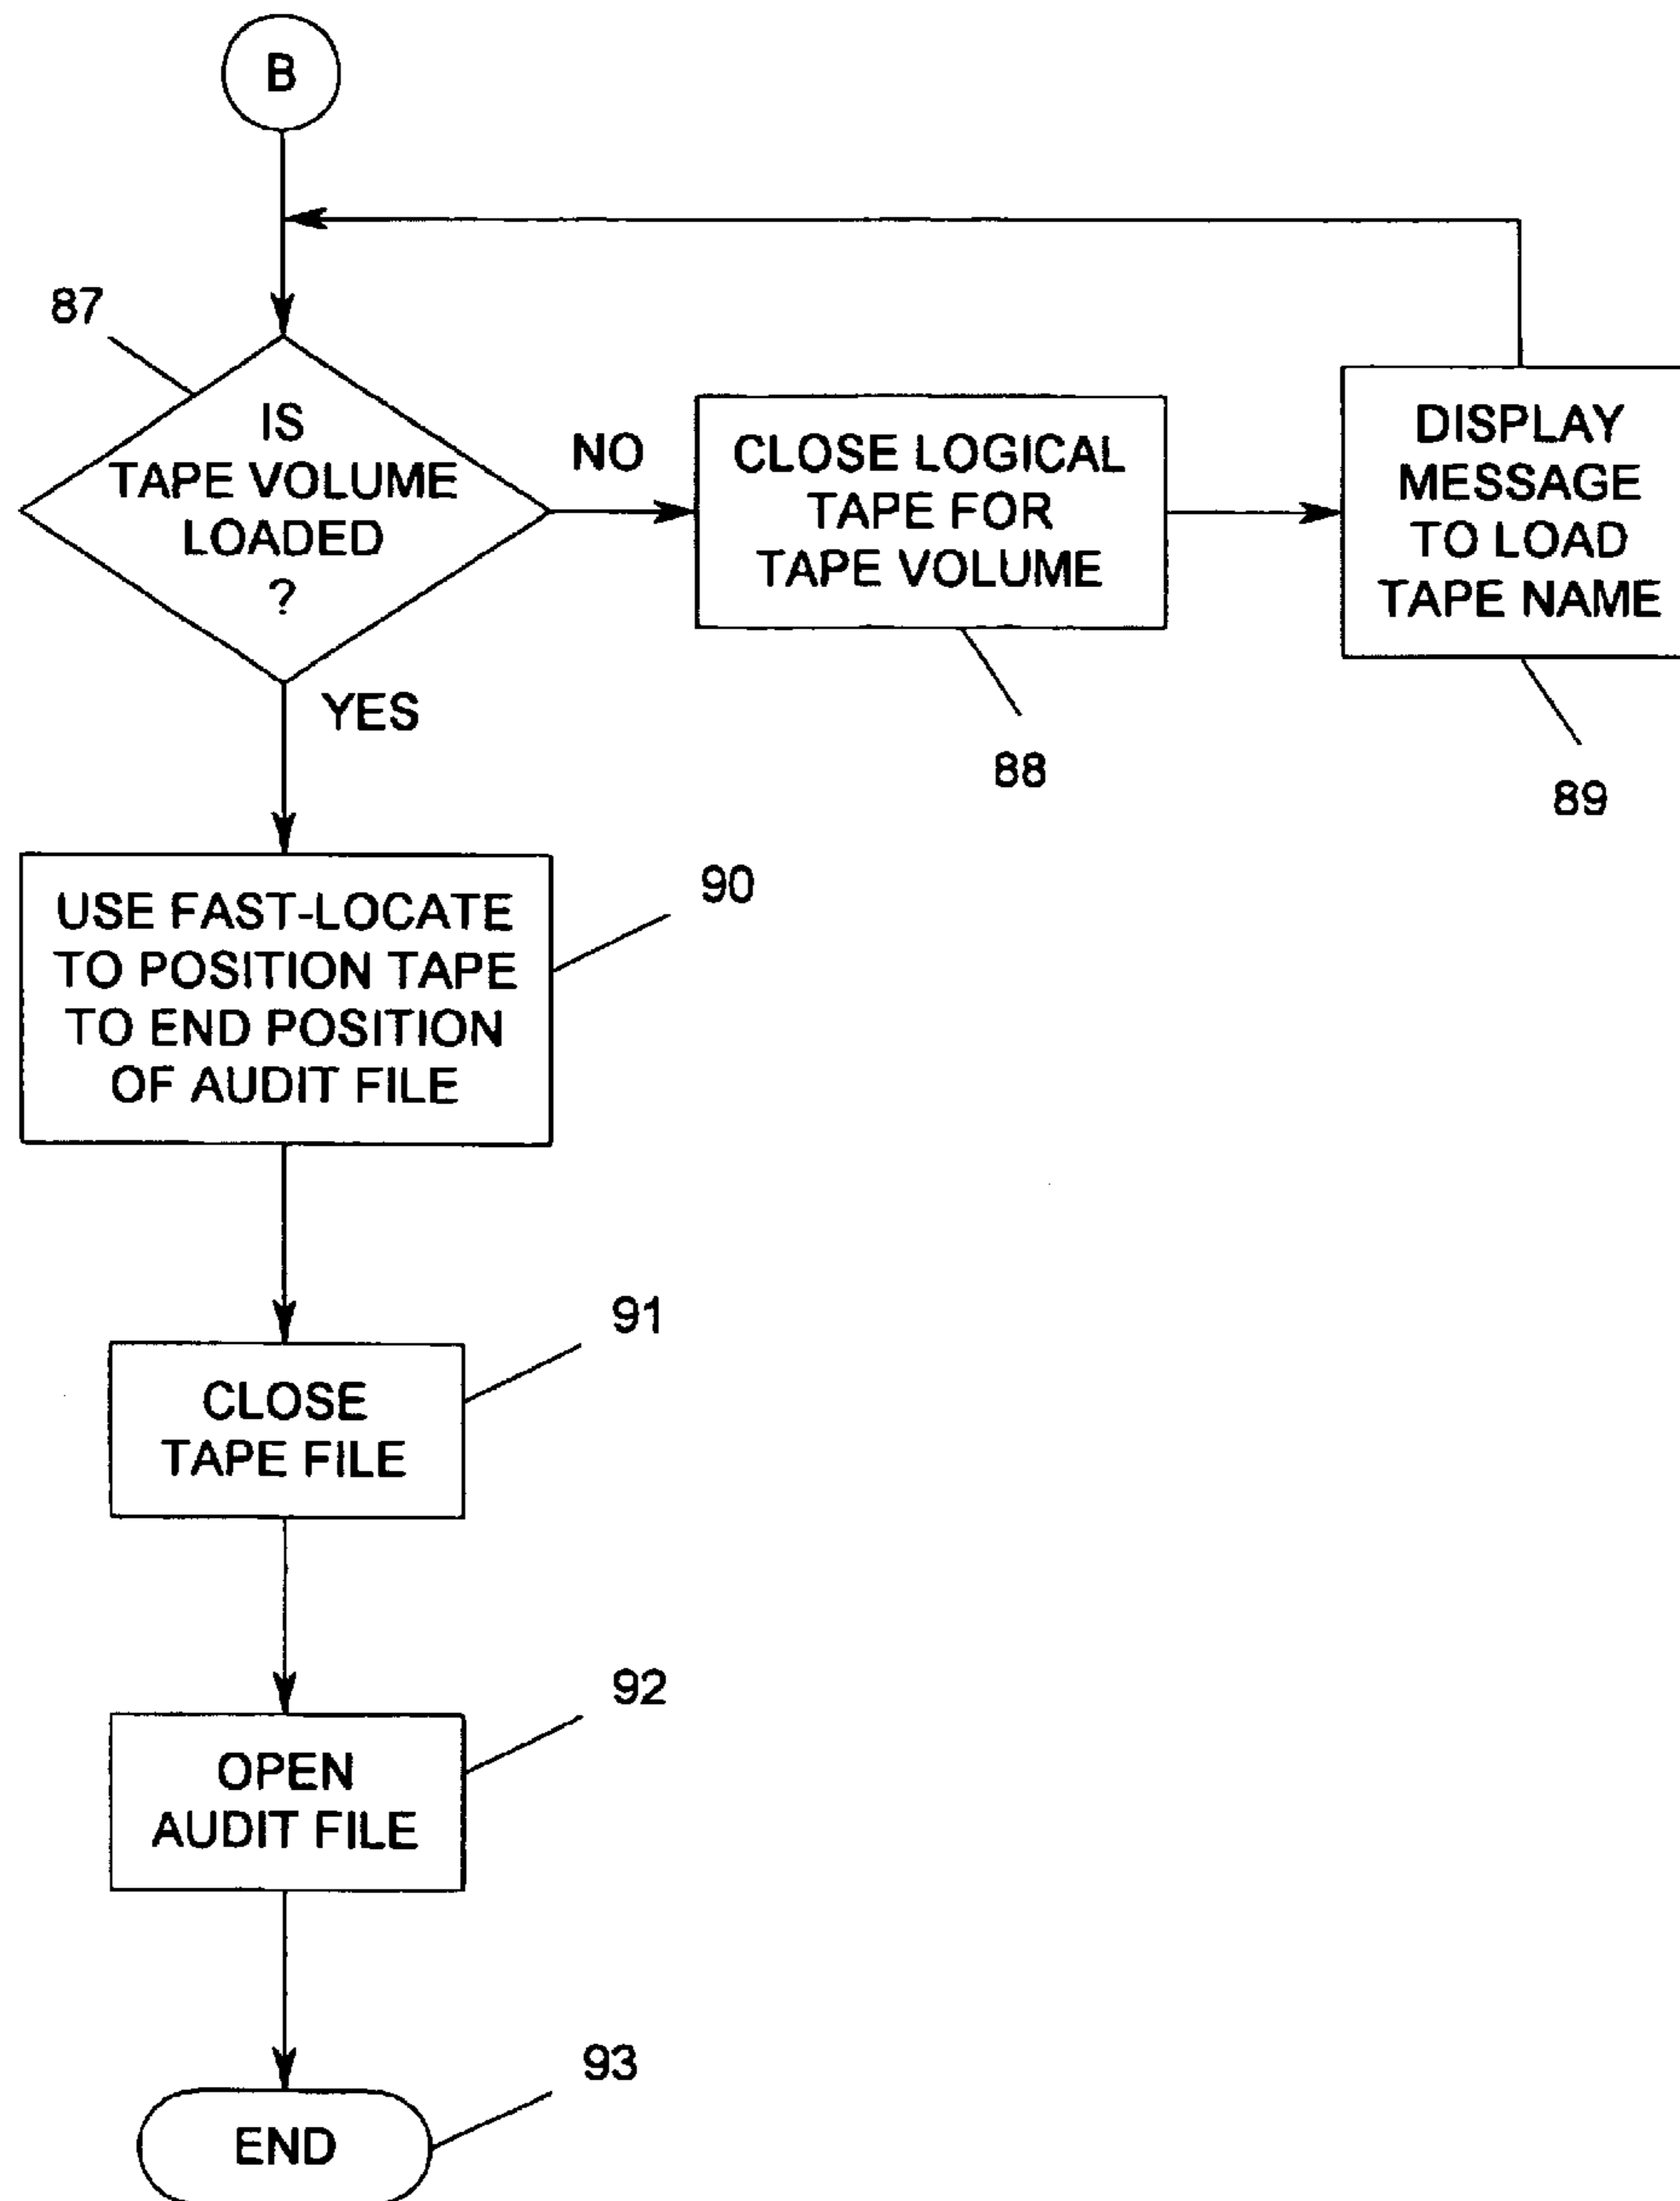 B
87
IS
TAPE VOLUME
LOADED
?
NO
CLOSE LOGICAL
TAPE FOR
TAPE VOLUME
88
DISPLAY
MESSAGE
TO LOAD
TAPE NAME
89
YES
USE FAST-LOCATE
TO POSITION TAPE
TO END POSITION
OF AUDIT FILE
90
CLOSE
TAPE FILE
91
OPEN
AUDIT FILE
92
END
93